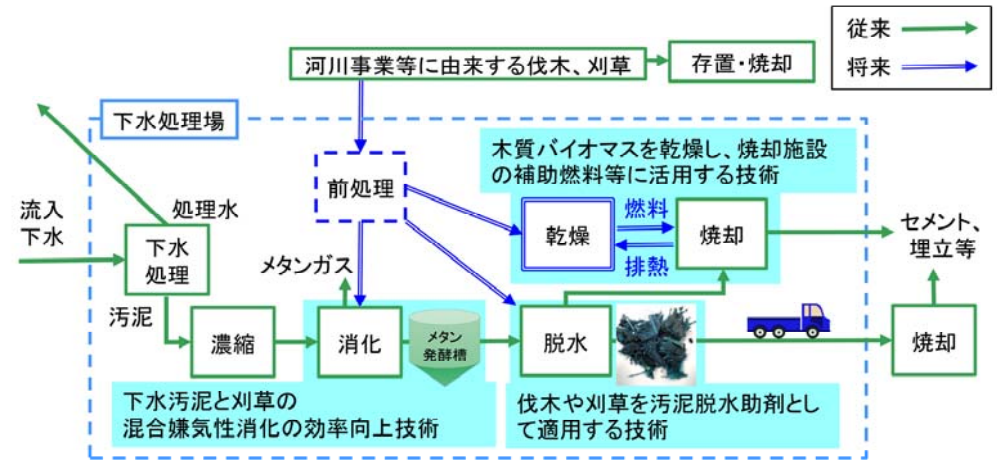 従来
将来
河川事業等に由来する伐木、刈草
存置・焼却
下水処理場
木質バイオマスを乾燥し、焼却施設
の補助燃料等に活用する技術
前処理
流入
下水
処理水
下水
処理
乾燥
燃料
排熱
焼却
セメント、
埋立等
メタンガス
汚泥
濃縮
消化
メタン
発酵槽
脱水
焼却
下水汚泥と刈草の
混合嫌気性消化の効率向上技術
伐木や刈草を汚泥脱水助剤とし
て適用する技術